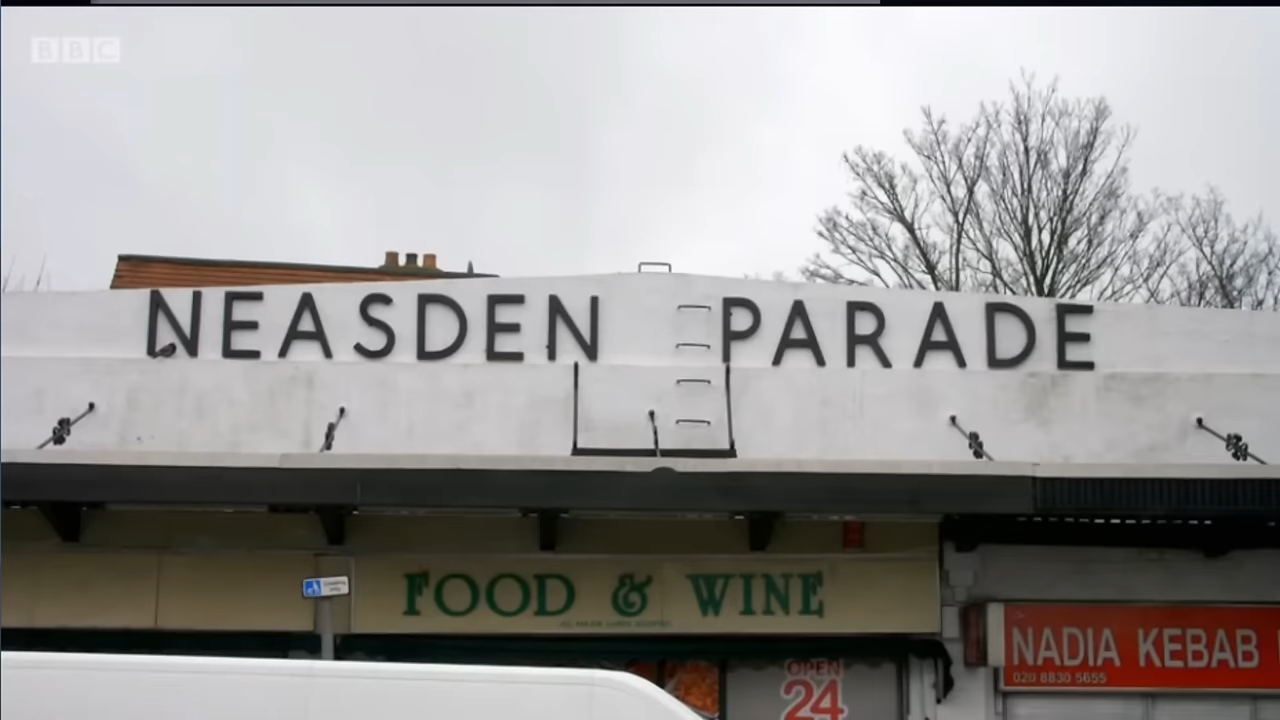 BBC
NEASDEN PARADE
FOOD & WINE
NADIA KEBAB
020 8830 5655
OPEN
24